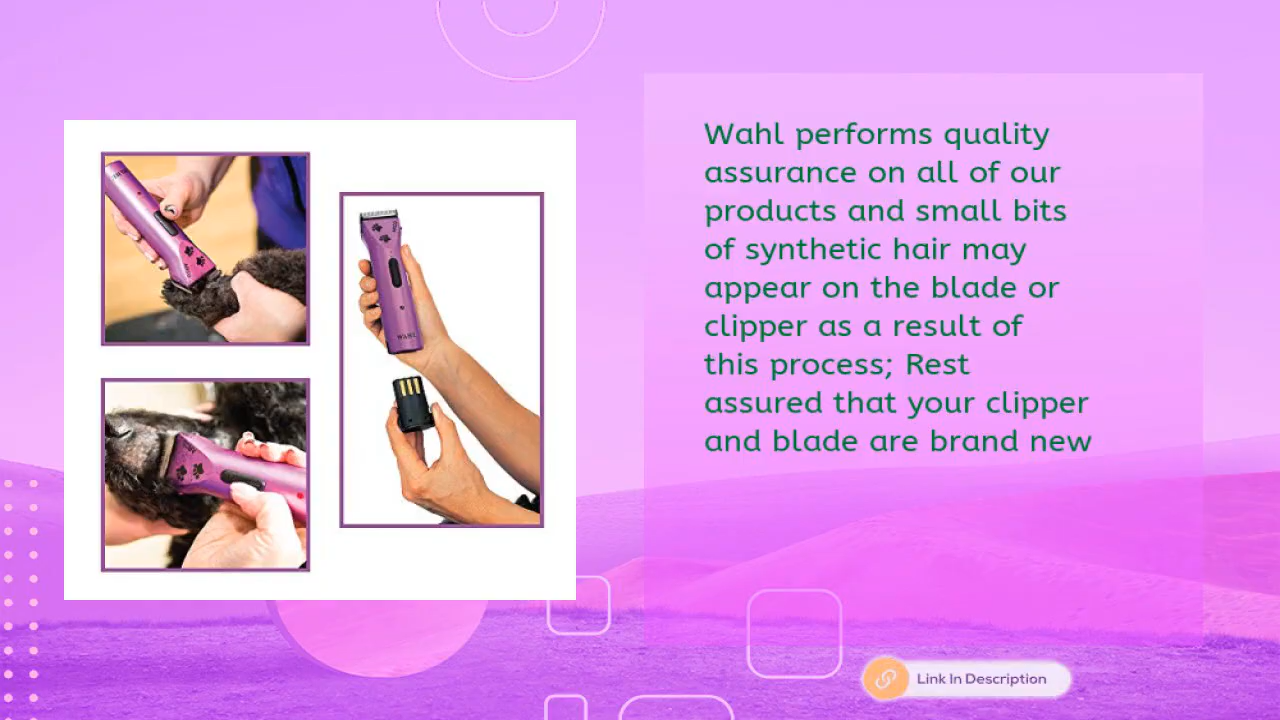 Wahl performs quality
assurance on all of our
products and small bits
of synthetic hair may
appear on the blade or
clipper as a result of
this process; Rest
assured that your clipper
and blade are brand new
WAHL
Link In Description